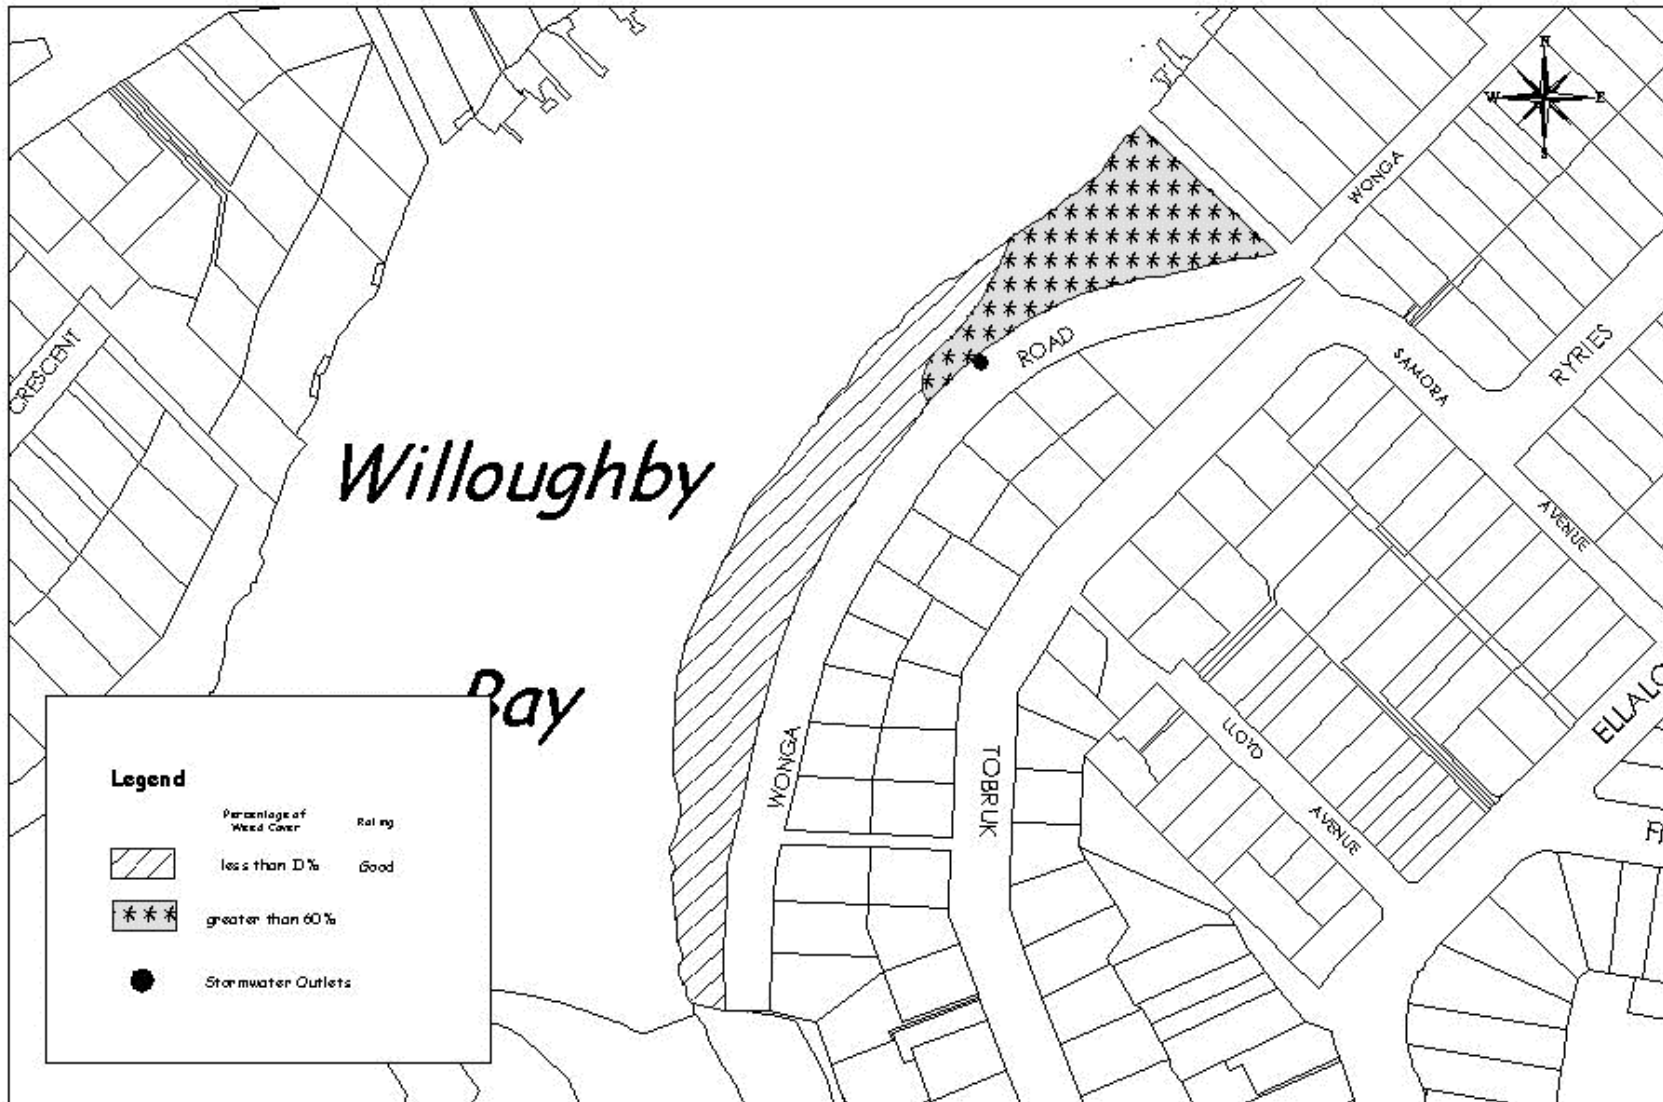 N
W E
S
WONGA
CRESCENT
ROAD
SAMORA
RYRIES
Willoughby
AVENUE
Bay
WONGA
TOBRUK
LLOYD
ELLALO
AVENUE
Legend
Percentage of
Weed Cover
Rating
less than 10% Good
greater than 60%
Stormwater Outlets